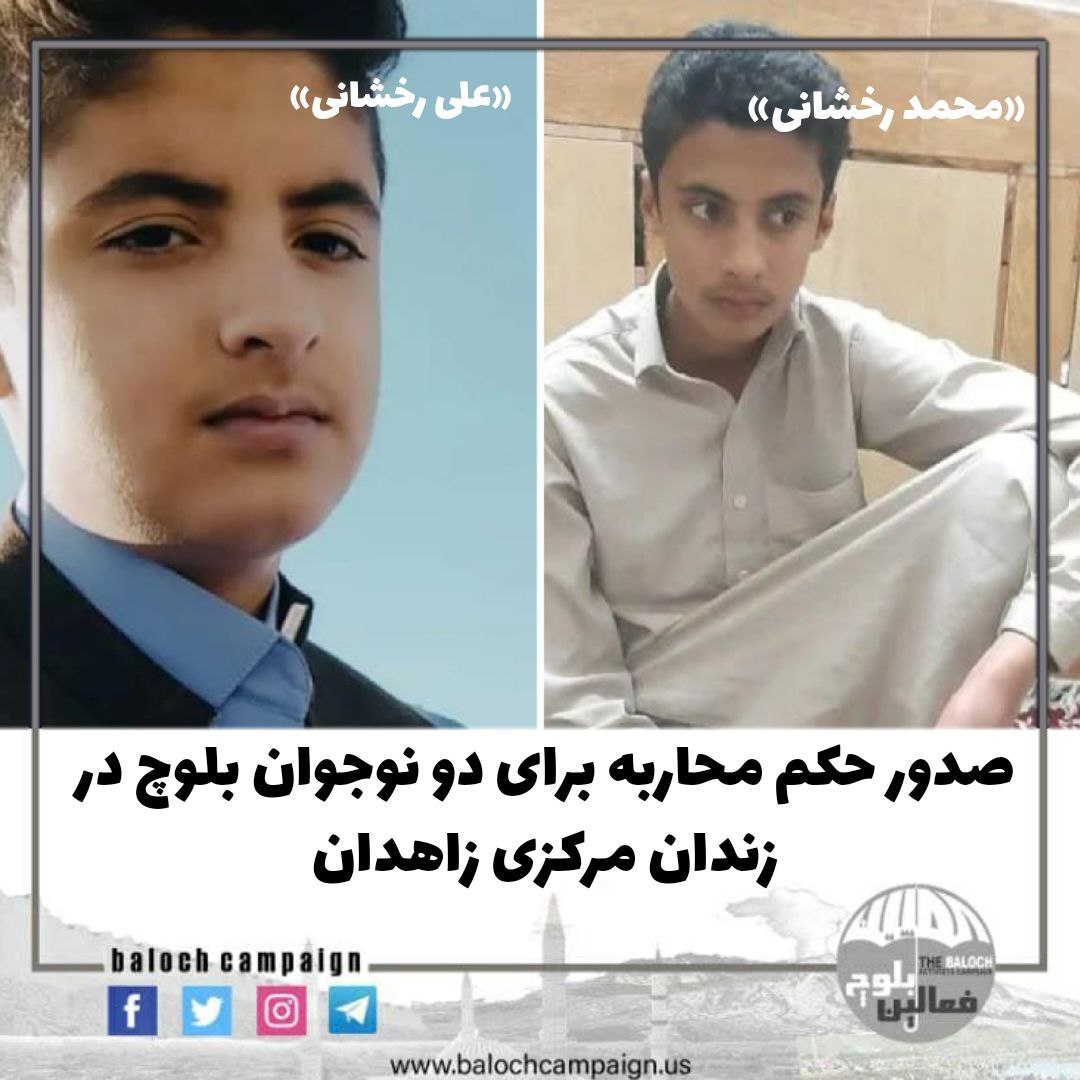 «محمد رخشانی»
«علی رخشانی»
صدور حکم محاربه برای دو نوجوان بلوچ در
زندان مرکزی زاهدان
baloch campaign
THE BALOCH
ACTIVISTS CAMPAIGN
فعالین بلوچ
www.balochcampaign.us